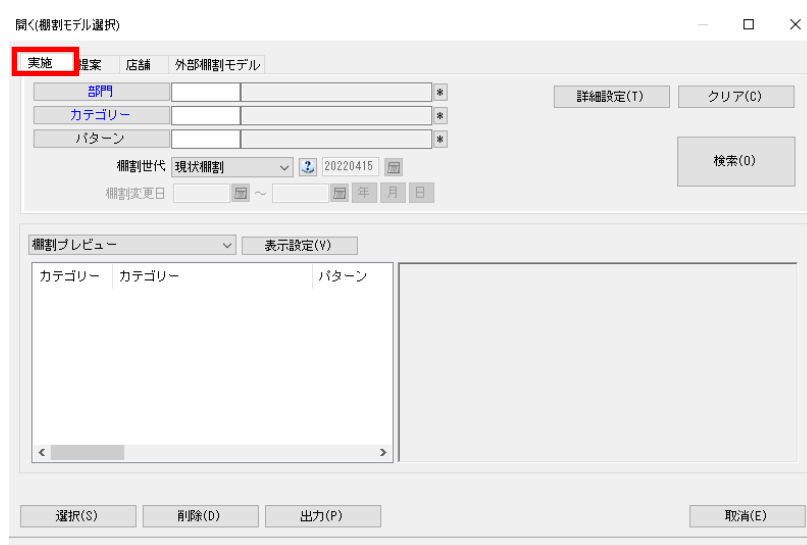 開く(棚割モデル選択)
実施 提案 店舗 外部棚割モデル
部門 * 詳細設定(T) クリア(C)
カテゴリー *
パターン *
棚割世代 現状棚割 20220415 検索(O)
棚割変更日 ～ 年 月 日
棚割プレビュー 表示設定(V)
カテゴリー カテゴリー パターン
選択(S) 削除(D) 出力(P) 取消(E)